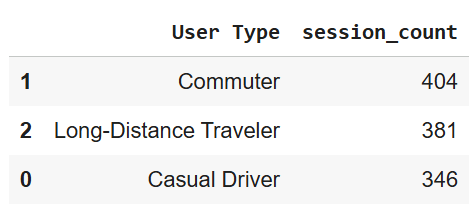 User Type session_count
1 Commuter 404
2 Long-Distance Traveler 381
0 Casual Driver 346